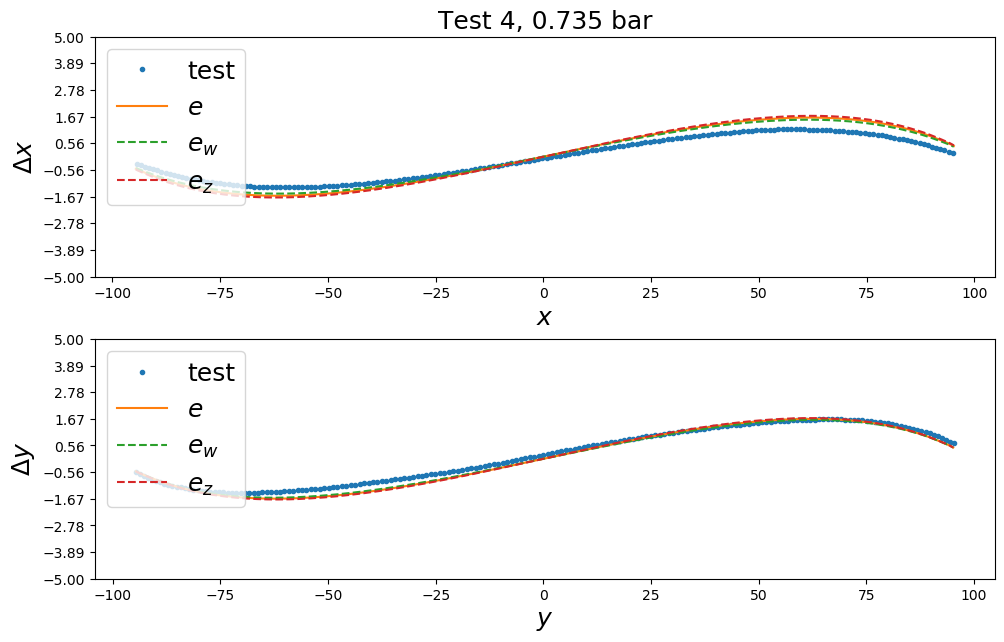 Test 4, 0.735 bar
5.00
3.89
2.78
1.67
0.56
−0.56
−1.67
−2.78
−3.89
−5.00
Δx
test
e
e_w
e_z
−100 −75 −50 −25 0 25 50 75 100
x
5.00
3.89
2.78
1.67
0.56
−0.56
−1.67
−2.78
−3.89
−5.00
Δy
test
e
e_w
e_z
−100 −75 −50 −25 0 25 50 75 100
y